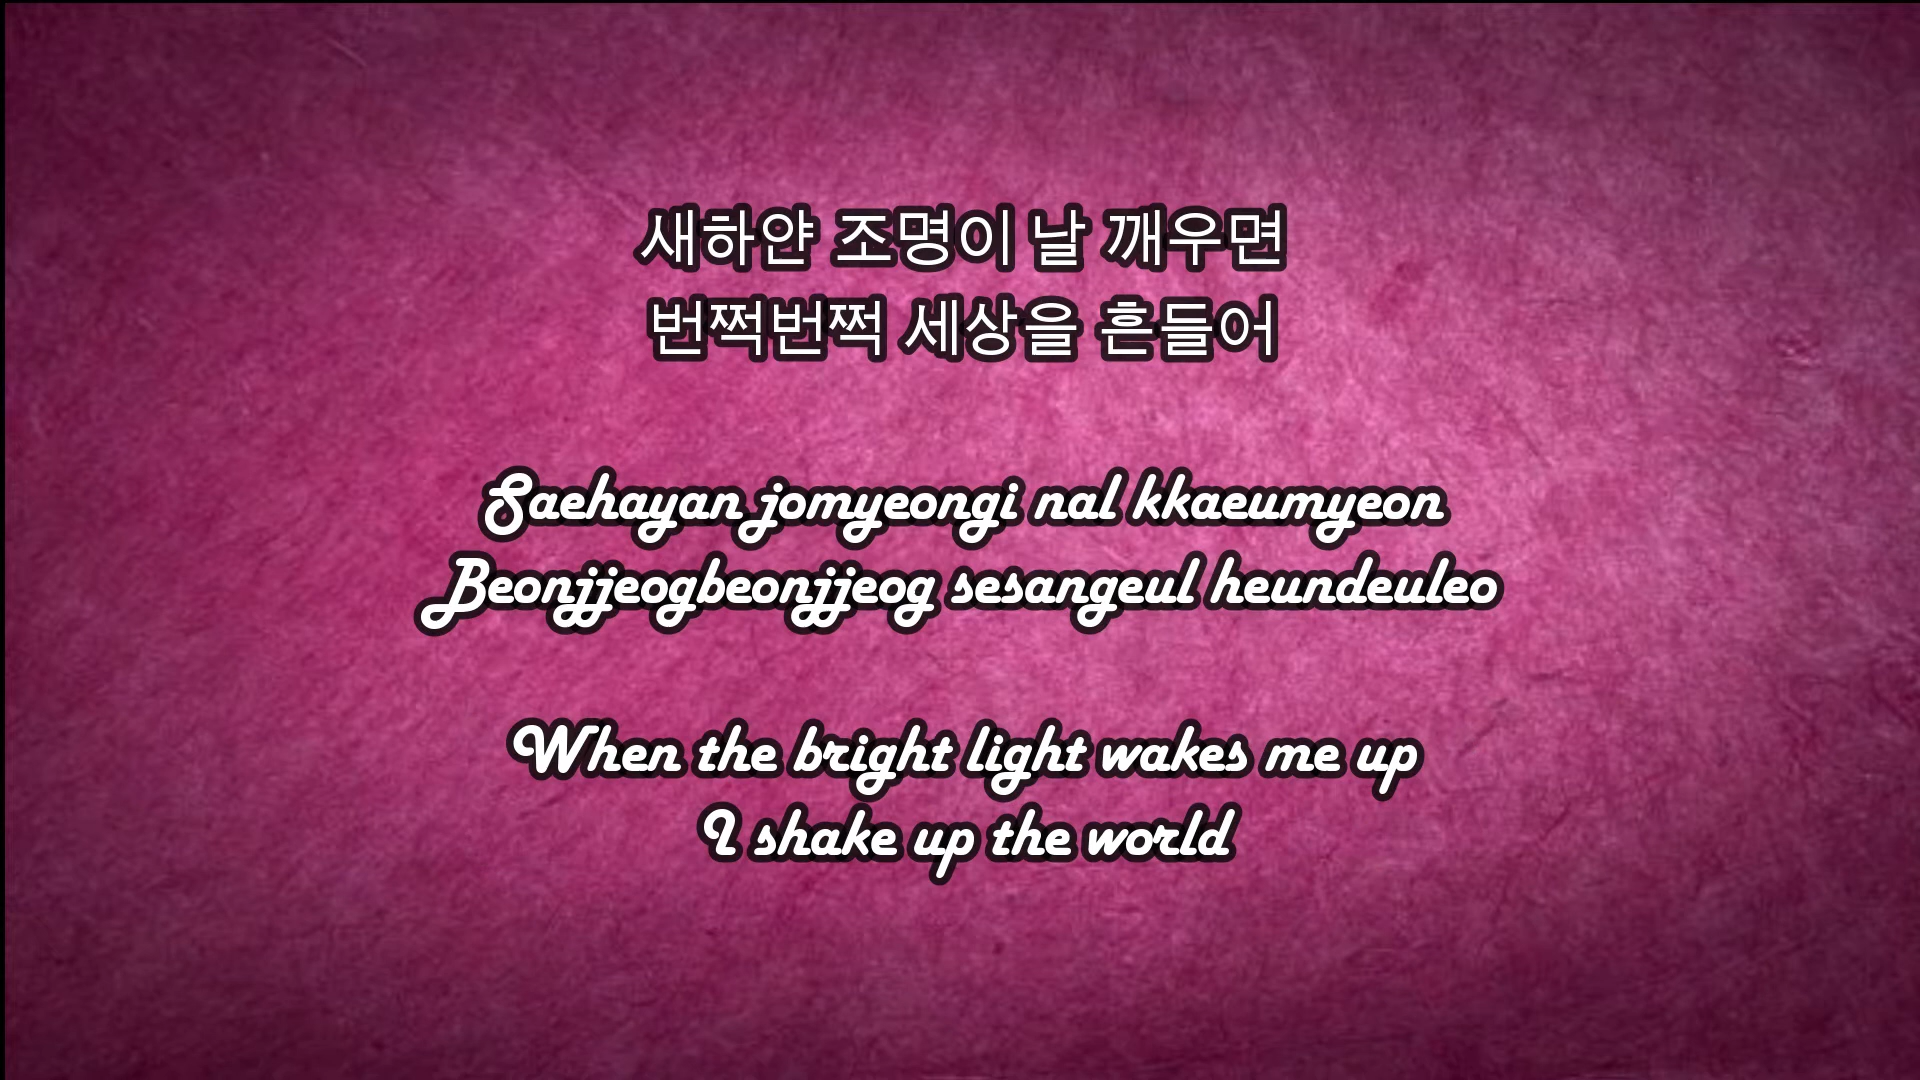 새하얀 조명이 날 깨우면
번쩍번쩍 세상을 흔들어
Saehayan jomyeongi nal kkaeumyeon
Beonjjeogbeonjjeog sesangeul heundeuleo
When the bright light wakes me up
I shake up the world